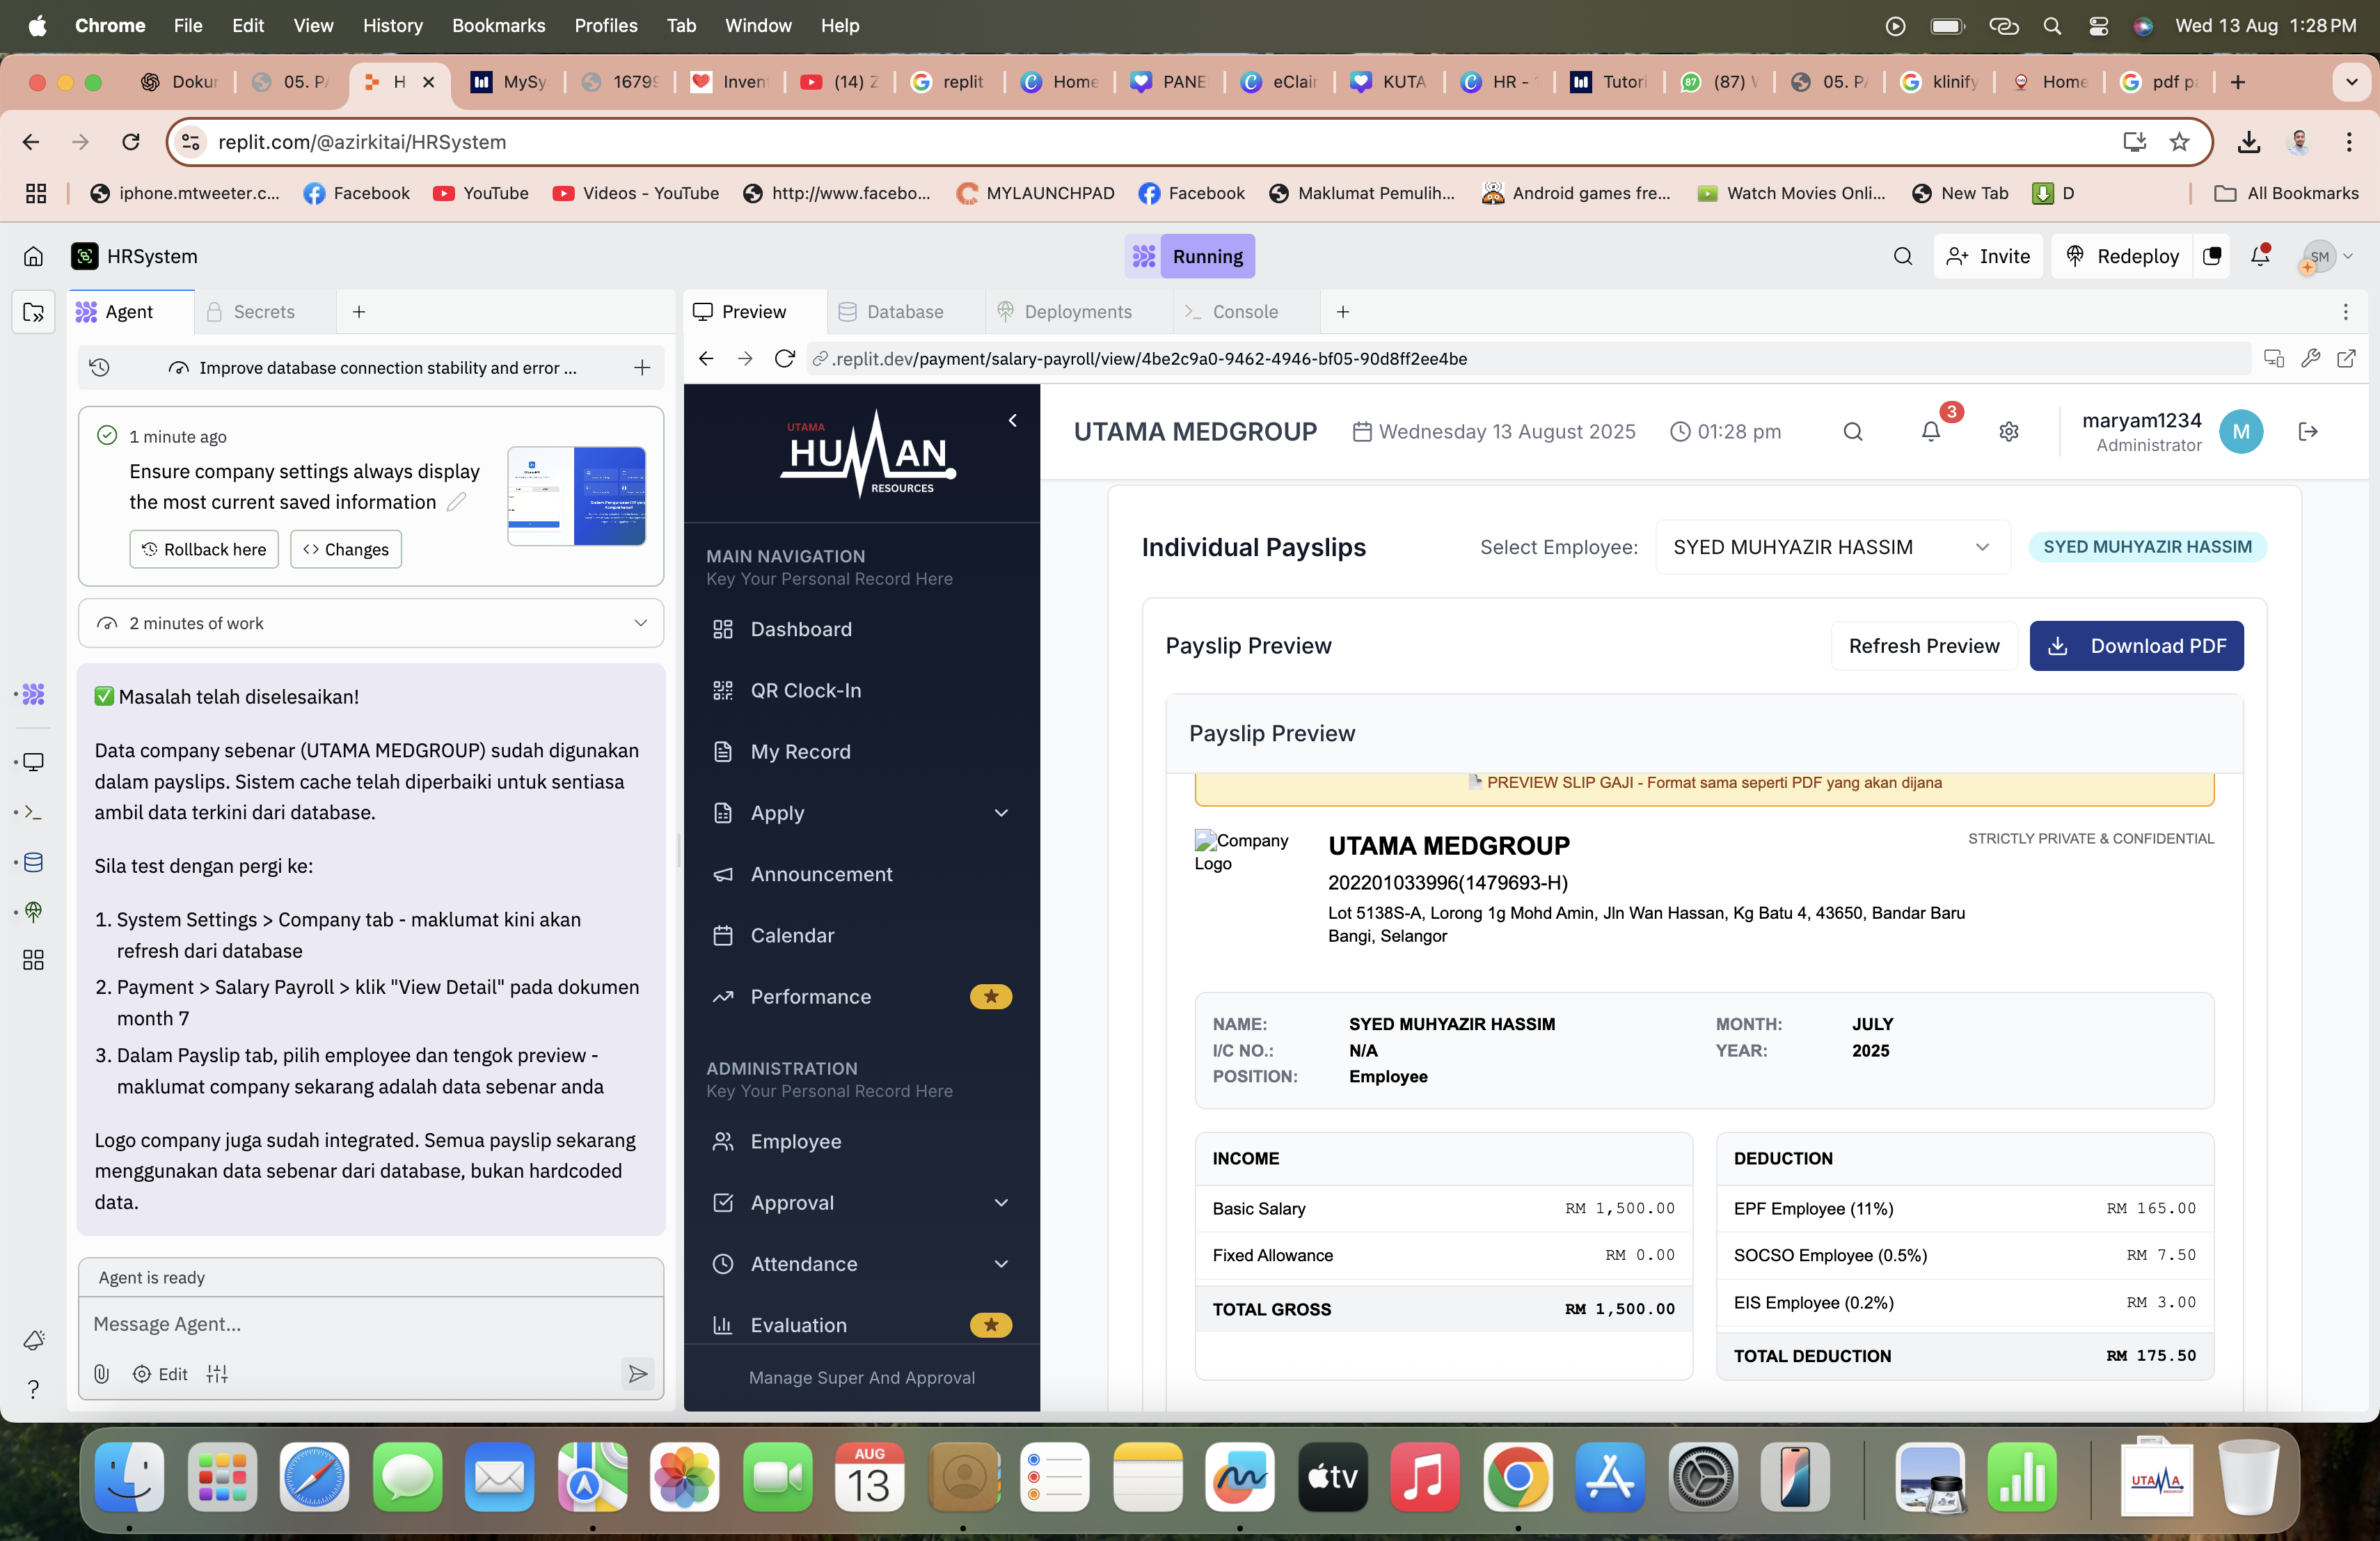 Chrome File Edit View History Bookmarks Profiles Tab Window Help Wed 13 Aug 1:28 PM
Dokur 05. P H MySy 1679 Inven (14) Z replit Home PANE eClair KUTA HR - Tutori (87) 05. P klinify Home pdf p
replit.com/@azirkitai/HRSystem
iphone.mtweeter.c... Facebook YouTube Videos - YouTube http://www.facebo... MYLAUNCHPAD Facebook Maklumat Pemulih... Android games fre... Watch Movies Onli... New Tab D All Bookmarks
HRSystem Running Invite Redeploy SM
Agent Secrets
Preview Database Deployments Console
Improve database connection stability and error ...
.replit.dev/payment/salary-payroll/view/4be2c9a0-9462-4946-bf05-90d8ff2ee4be
1 minute ago
Ensure company settings always display
the most current saved information
Rollback here Changes
2 minutes of work
✅ Masalah telah diselesaikan!
Data company sebenar (UTAMA MEDGROUP) sudah digunakan
dalam payslips. Sistem cache telah diperbaiki untuk sentiasa
ambil data terkini dari database.
Sila test dengan pergi ke:
1. System Settings > Company tab - maklumat kini akan
refresh dari database
2. Payment > Salary Payroll > klik "View Detail" pada dokumen
month 7
3. Dalam Payslip tab, pilih employee dan tengok preview -
maklumat company sekarang adalah data sebenar anda
Logo company juga sudah integrated. Semua payslip sekarang
menggunakan data sebenar dari database, bukan hardcoded
data.
Agent is ready
Message Agent...
Edit
UTAMA
HUMAN
RESOURCES
MAIN NAVIGATION
Key Your Personal Record Here
Dashboard
QR Clock-In
My Record
Apply
Announcement
Calendar
Performance
ADMINISTRATION
Key Your Personal Record Here
Employee
Approval
Attendance
Evaluation
Manage Super And Approval
UTAMA MEDGROUP Wednesday 13 August 2025 01:28 pm 3 maryam1234 M
Administrator
Individual Payslips Select Employee: SYED MUHYAZIR HASSIM SYED MUHYAZIR HASSIM
Payslip Preview Refresh Preview Download PDF
Payslip Preview
PREVIEW SLIP GAJI - Format sama seperti PDF yang akan dijana
Company
Logo
UTAMA MEDGROUP STRICTLY PRIVATE & CONFIDENTIAL
202201033996(1479693-H)
Lot 5138S-A, Lorong 1g Mohd Amin, Jln Wan Hassan, Kg Batu 4, 43650, Bandar Baru
Bangi, Selangor
NAME: SYED MUHYAZIR HASSIM MONTH: JULY
I/C NO.: N/A YEAR: 2025
POSITION: Employee
INCOME
Basic Salary RM 1,500.00
Fixed Allowance RM 0.00
TOTAL GROSS RM 1,500.00
DEDUCTION
EPF Employee (11%) RM 165.00
SOCSO Employee (0.5%) RM 7.50
EIS Employee (0.2%) RM 3.00
TOTAL DEDUCTION RM 175.50
AUG
13
tv
UTAMA